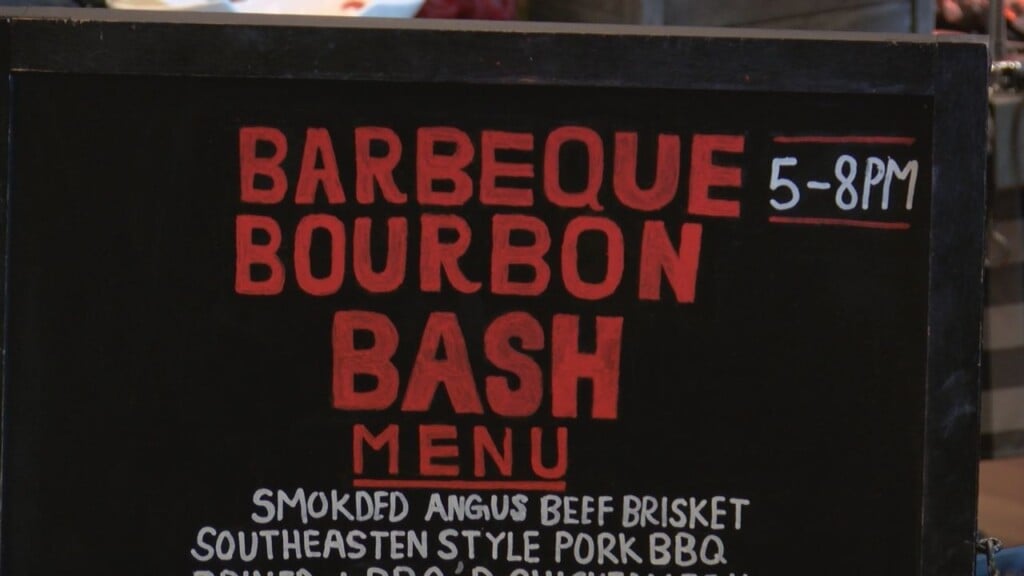 BARBEQUE 5-8PM
BOURBON
BASH
MENU
SMOKDED ANGUS BEEF BRISKET
SOUTHEASTEN STYLE PORK BBQ